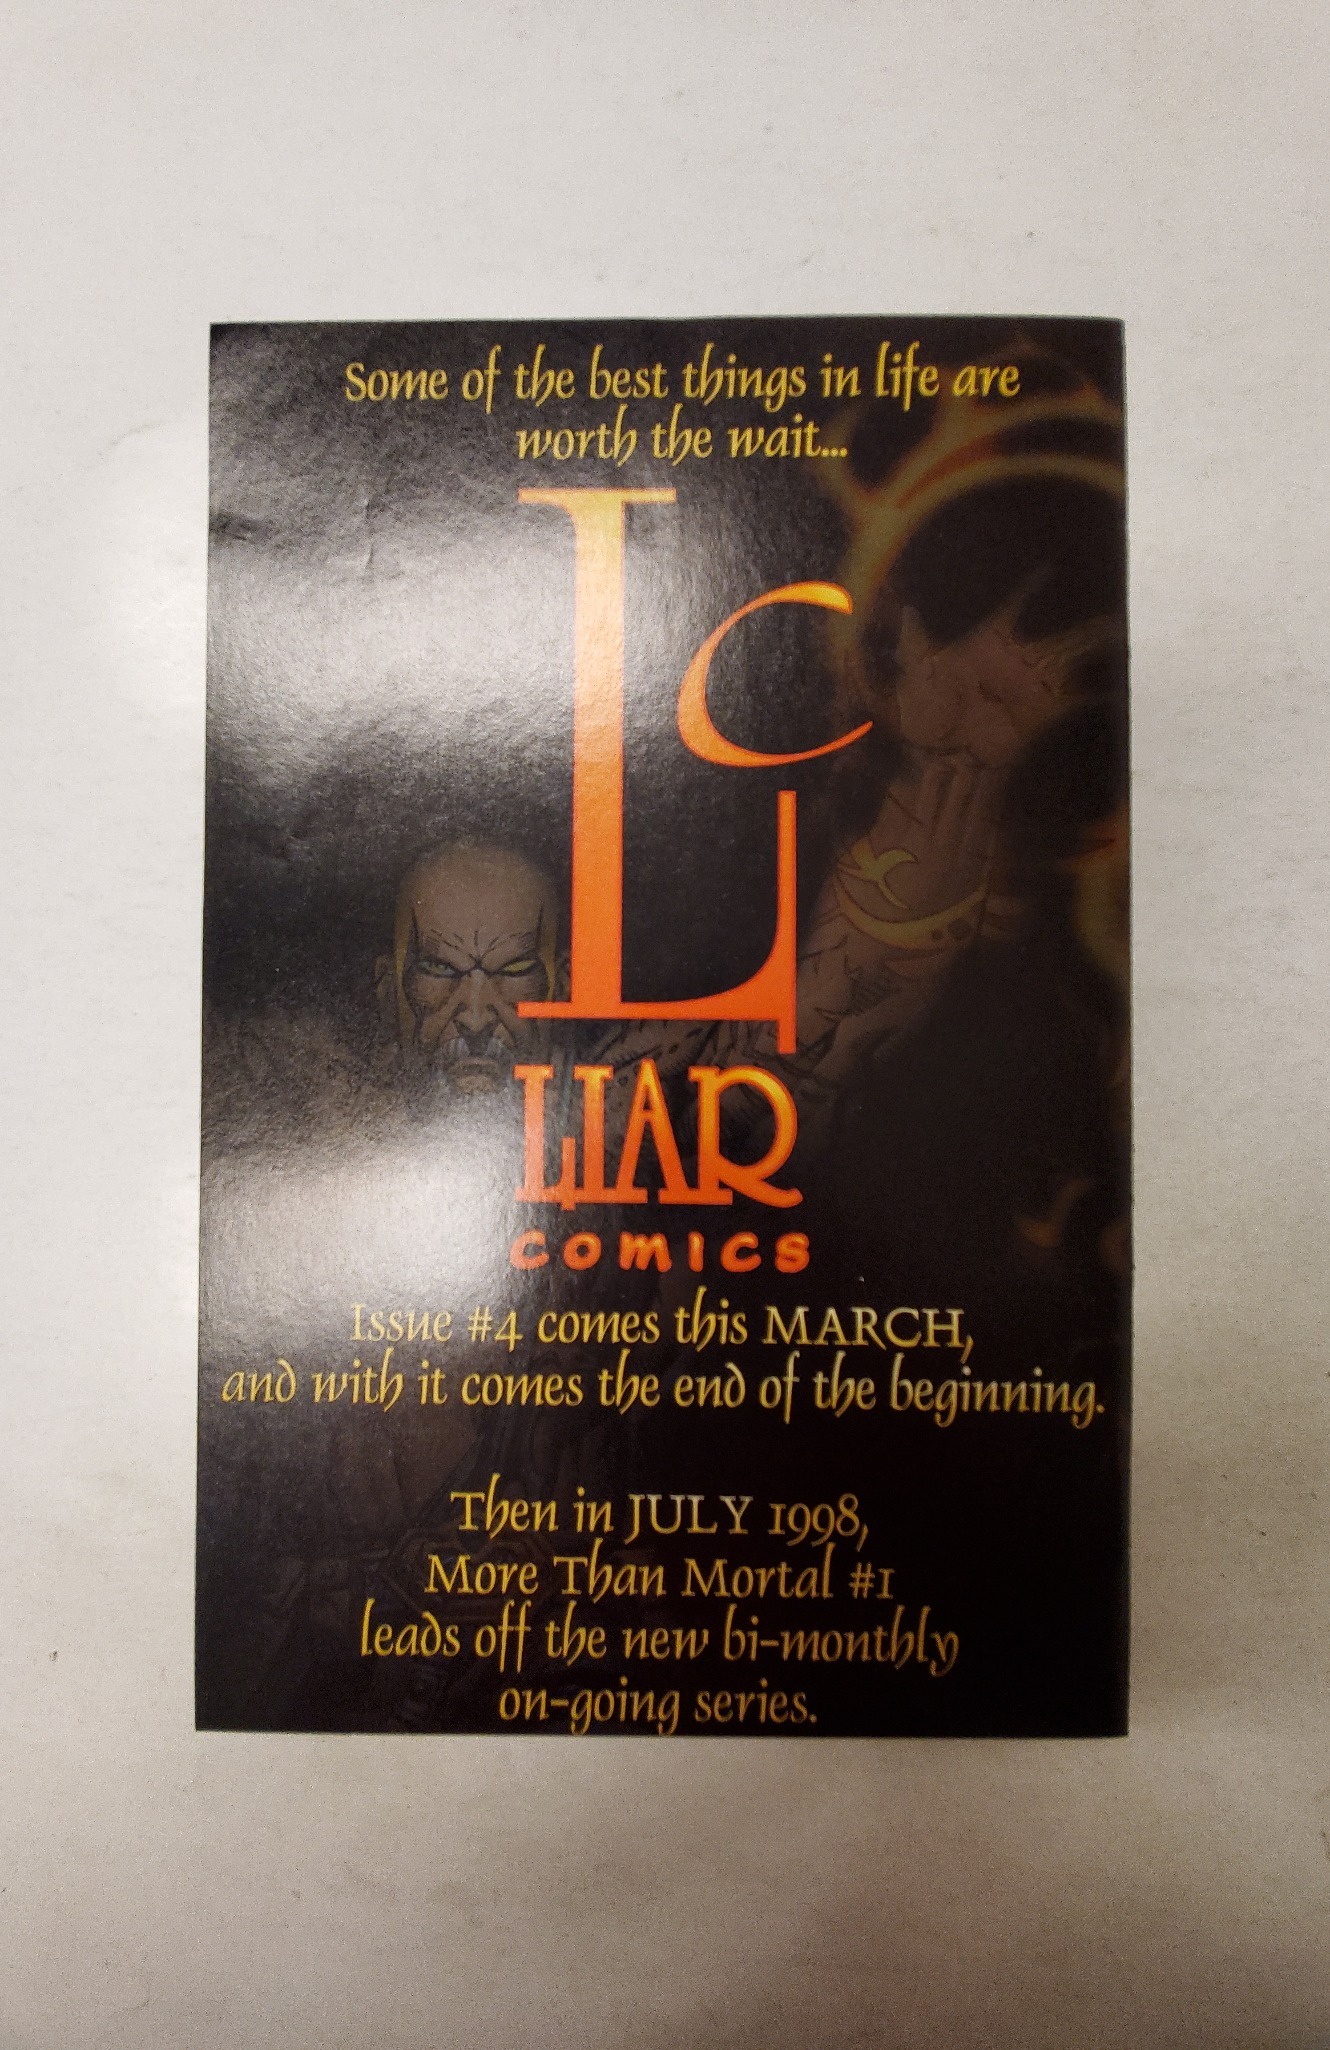 Some of the best things in life are
worth the wait...
Lc
LIAR
comics
Issue #4 comes this MARCH,
and with it comes the end of the beginning.
Then in JULY 1998,
More Than Mortal #1
leads off the new bi-monthly
on-going series.